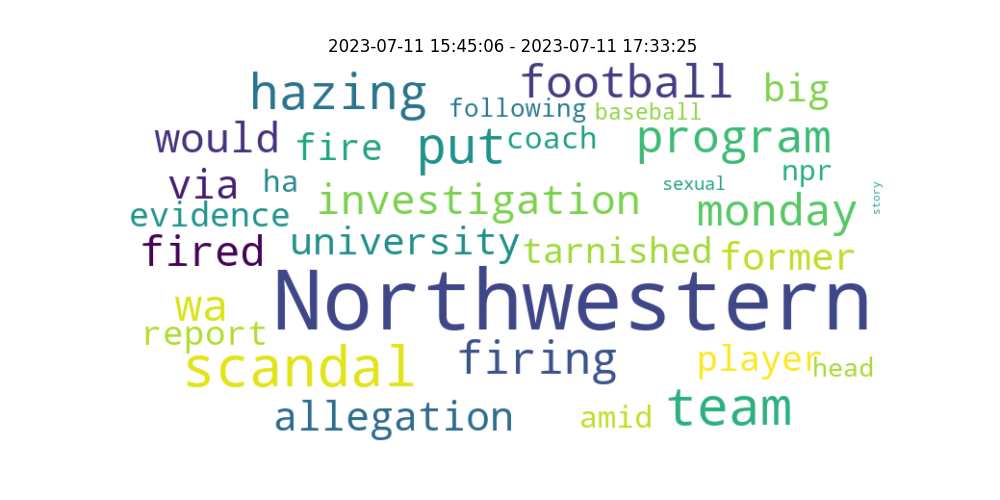 2023-07-11 15:45:06 - 2023-07-11 17:33:25
hazing football big
following baseball
would fire put coach program
via ha npr
investigation sexual story
evidence monday
fired university tarnished former
Northwestern
wa
report
scandal firing player head
allegation amid team